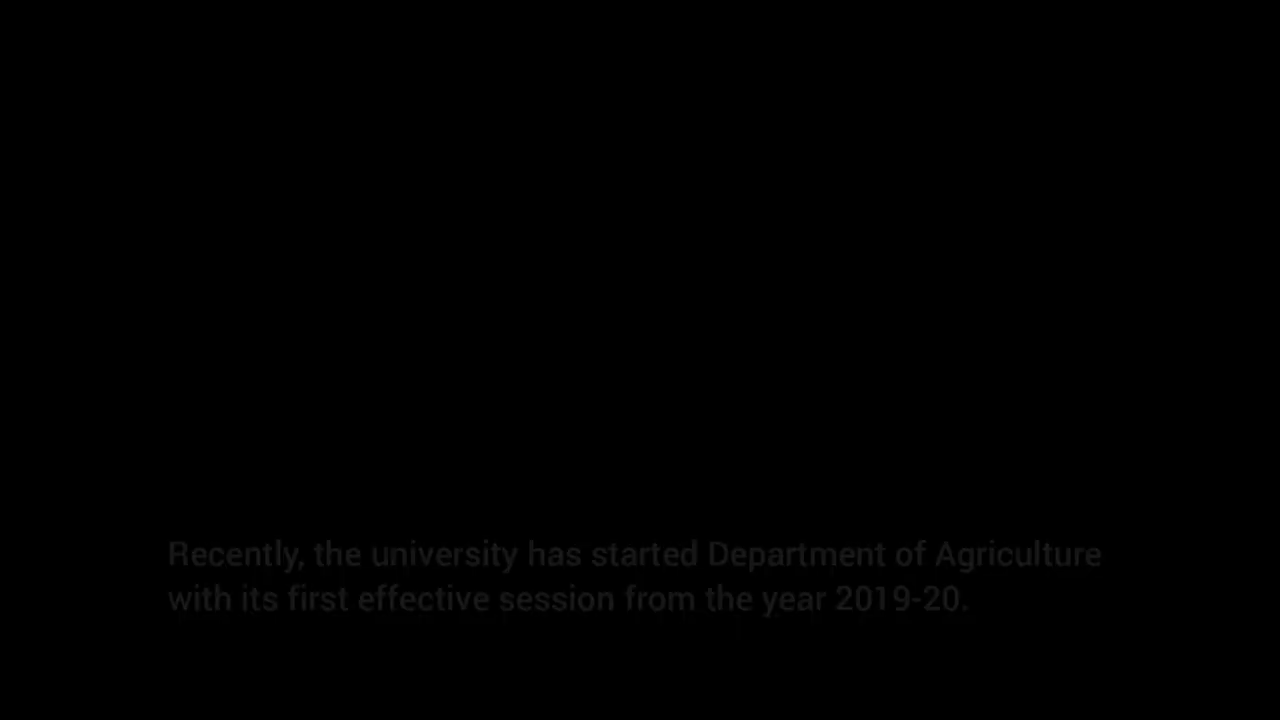 Recently, the university has started Department of Agriculture
with its first effective session from the year 2019-20.